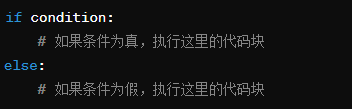 if condition:
    # 如果条件为真，执行这里的代码块
else:
    # 如果条件为假，执行这里的代码块